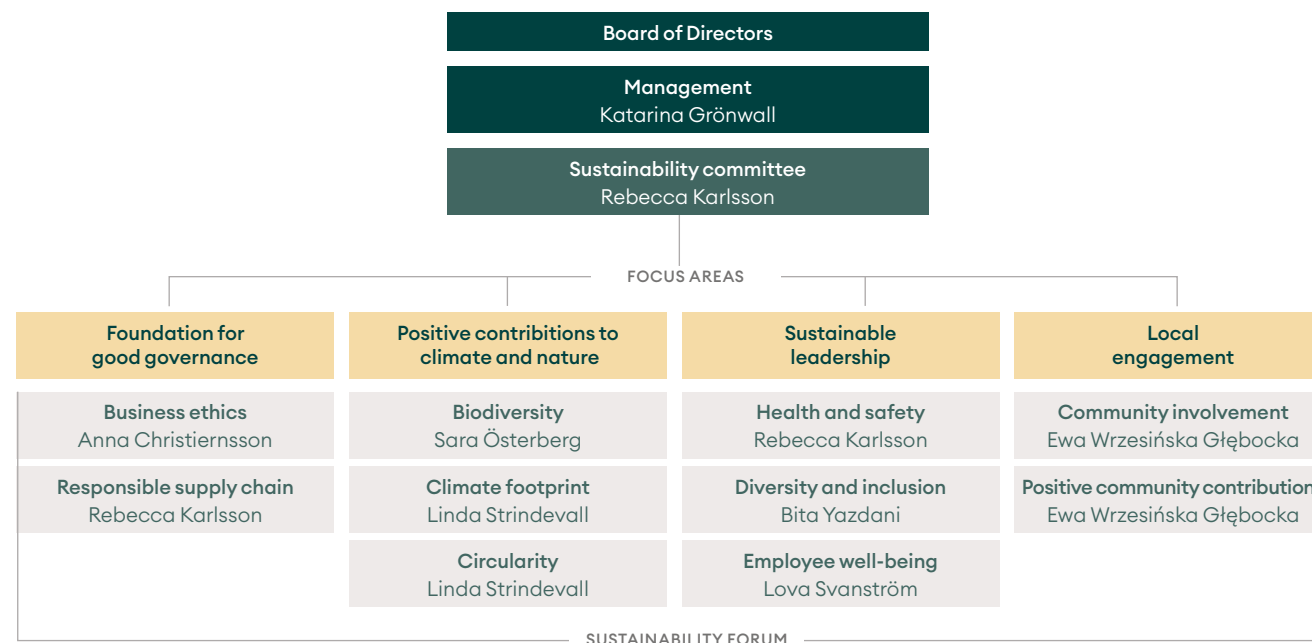 Board of Directors
Management
Katarina Grönwall
Sustainability committee
Rebecca Karlsson
FOCUS AREAS
Foundation for
good governance
Business ethics
Anna Christiernsson
Responsible supply chain
Rebecca Karlsson
Positive contribitions to
climate and nature
Biodiversity
Sara Österberg
Climate footprint
Linda Strindevall
Circularity
Linda Strindevall
Sustainable
leadership
Health and safety
Rebecca Karlsson
Diversity and inclusion
Bita Yazdani
Employee well-being
Lova Svanström
Local
engagement
Community involvement
Ewa Wrzesińska Głębocka
Positive community contribution
Ewa Wrzesińska Głębocka
SUSTAINABILITY FORUM